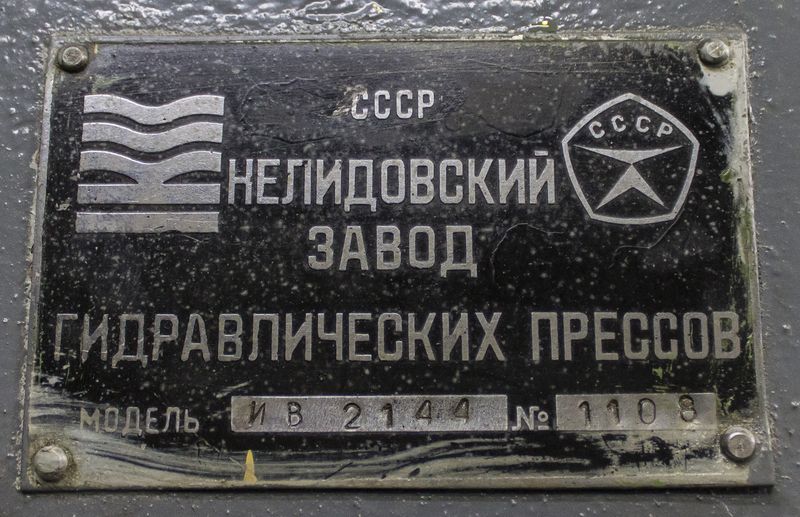 СССР
СССР
НЕЛИДОВСКИЙ
ЗАВОД
ГИДРАВЛИЧЕСКИХ ПРЕССОВ
МОДЕЛЬ ИВ 2144 № 1108